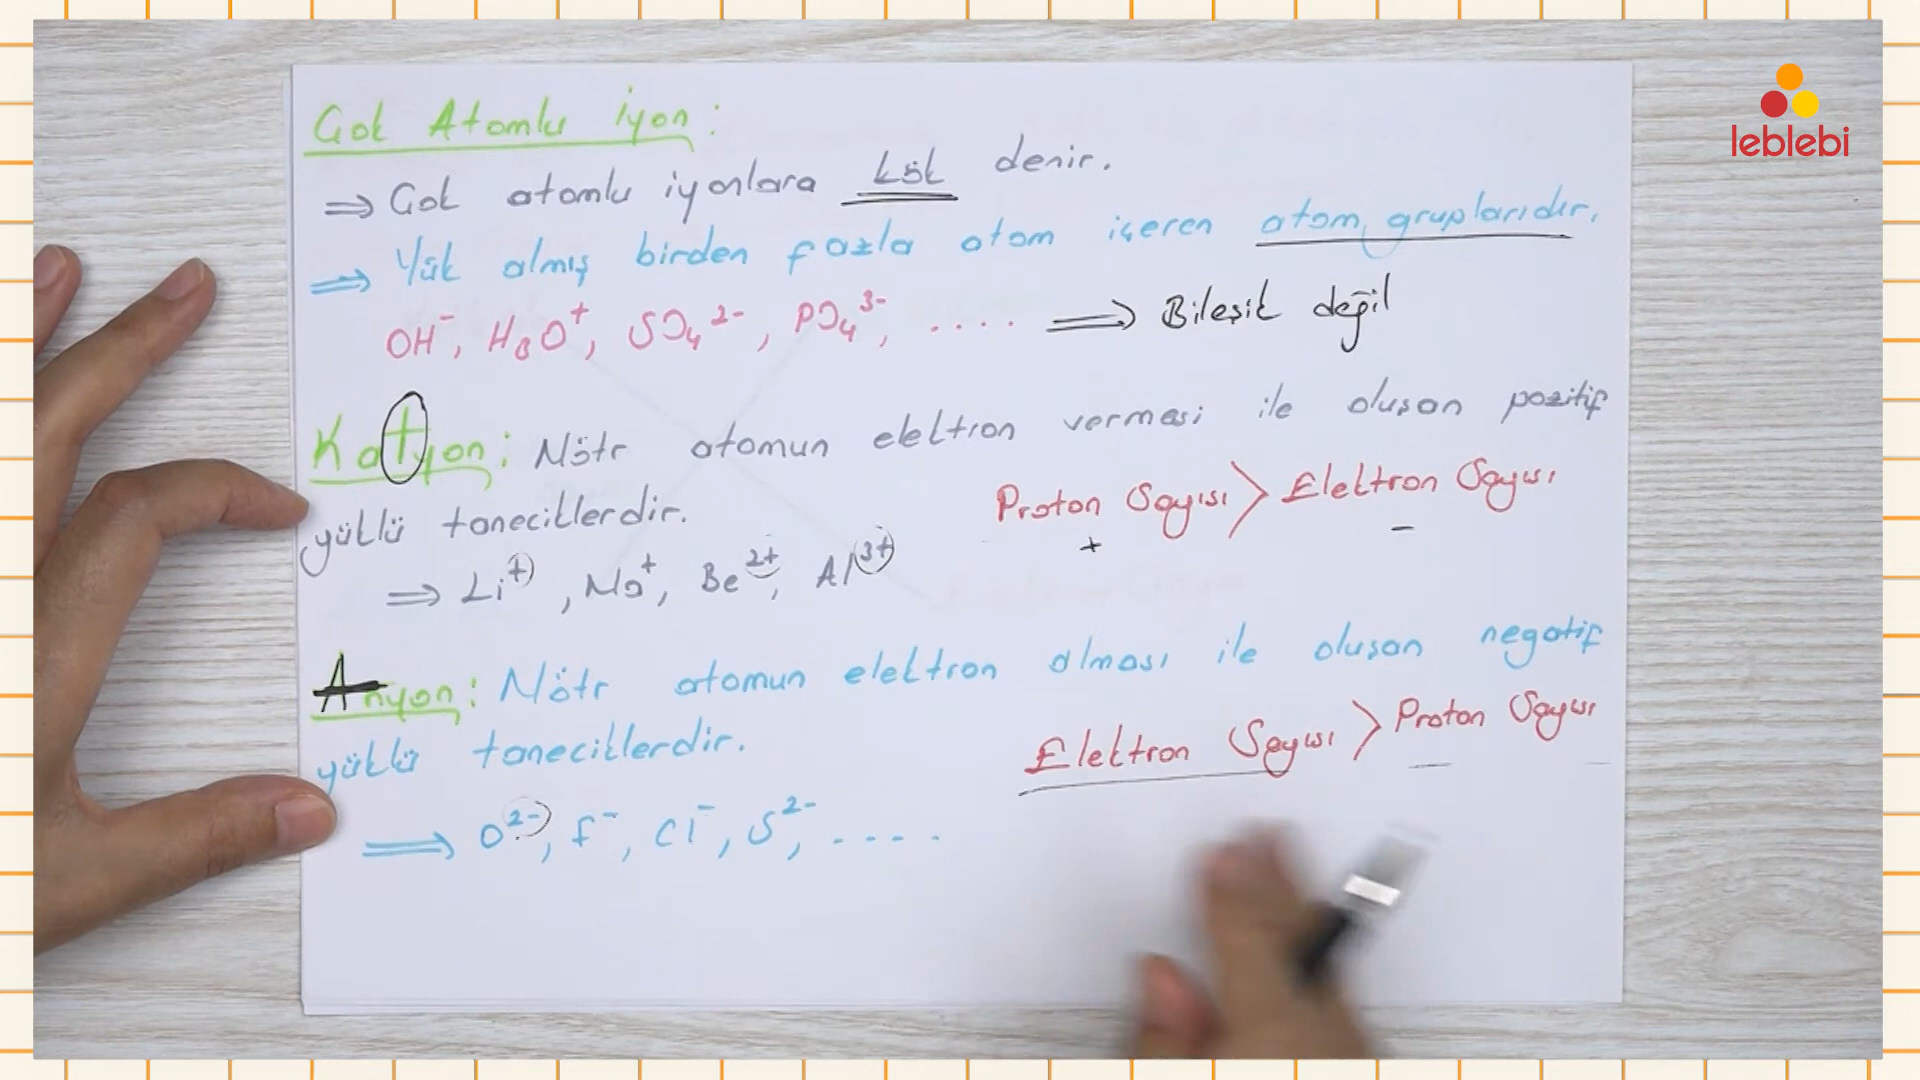 leblebi
Çok Atomlu İyon:
⇒ Çok atomlu iyonlara kök denir.
⇒ Yük almış birden fazla atom içeren atom gruplarıdır.
OH⁻, H₃O⁺, SO₄²⁻, PO₄³⁻, .... ⇒ Bileşik değil
Katyon: Nötr atomun elektron vermesi ile oluşan pozitif
yüklü taneciklerdir. Proton Sayısı > Elektron Sayısı
+ −
⇒ Li⁺, Na⁺, Be²⁺, Al³⁺
Anyon: Nötr atomun elektron alması ile oluşan negatif
yüklü taneciklerdir. Elektron Sayısı > Proton Sayısı
⇒ O²⁻, F⁻, Cl⁻, S²⁻, ....